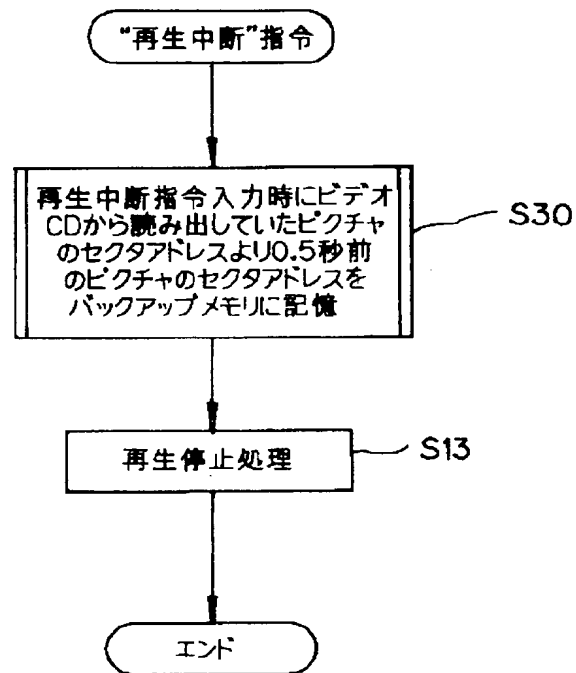 “再生中断”指令
再生中断指令入力時にビデオ
CDから読み出していたピクチャ
のセクタアドレスより0.5秒前
のピクチャのセクタアドレスを
バックアップメモリに記憶
S30
再生停止処理
S13
エンド